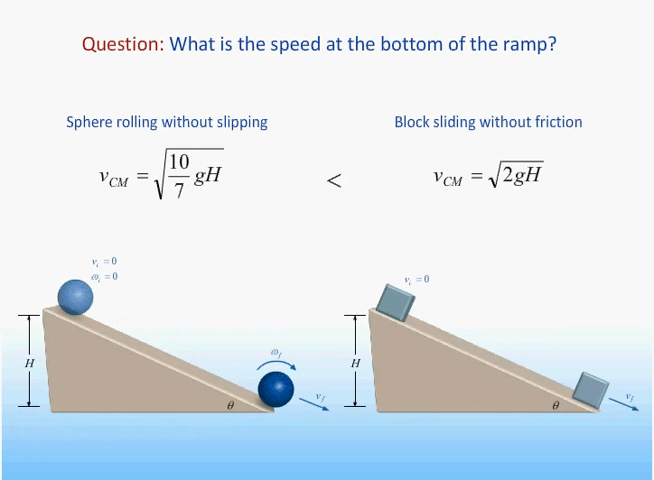 Question: What is the speed at the bottom of the ramp?
Sphere rolling without slipping
Block sliding without friction
v_CM = √(10/7 gH)
<
v_CM = √(2gH)
v_i = 0
ω_i = 0
H
ω_f
θ
v_f
v_i = 0
H
θ
v_f